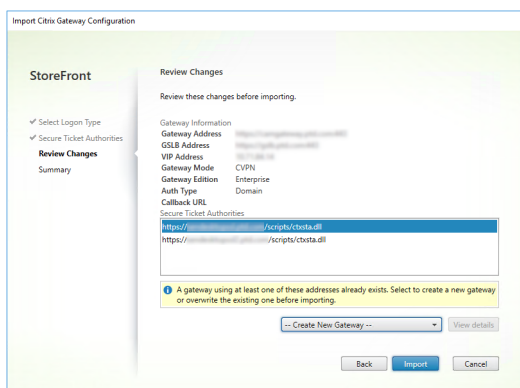 Import Citrix Gateway Configuration
StoreFront
Select Logon Type
Secure Ticket Authorities
Review Changes
Summary
Review Changes
Review these changes before importing.
Gateway Information
Gateway Address
GSLB Address
VIP Address
Gateway Mode CVPN
Gateway Edition Enterprise
Auth Type Domain
Callback URL
Secure Ticket Authorities
https:// /scripts/ctxsta.dll
https:// /scripts/ctxsta.dll
A gateway using at least one of these addresses already exists. Select to create a new gateway
or overwrite the existing one before importing.
-- Create New Gateway -- View details
Back Import Cancel